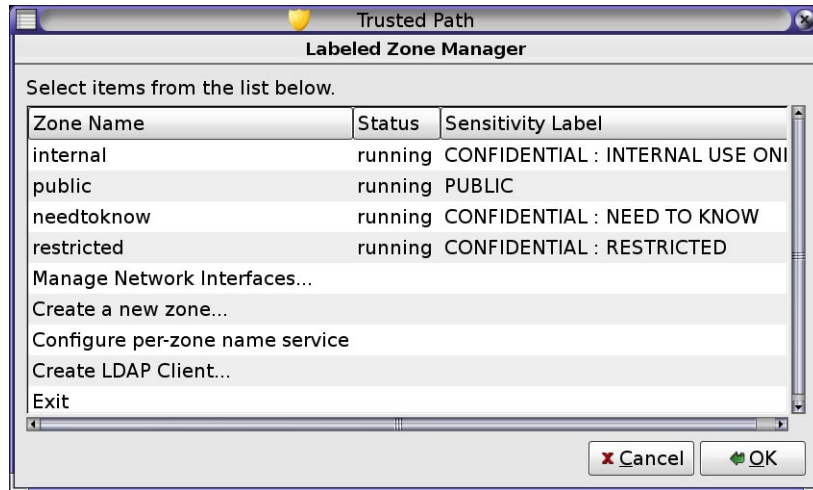 Trusted Path
Labeled Zone Manager
Select items from the list below.
Zone Name Status Sensitivity Label
internal running CONFIDENTIAL : INTERNAL USE
public running PUBLIC
needtoknow running CONFIDENTIAL : NEED TO KNOW
restricted running CONFIDENTIAL : RESTRICTED
Manage Network Interfaces...
Create a new zone...
Configure per-zone name service
Create LDAP Client...
Exit
Cancel OK